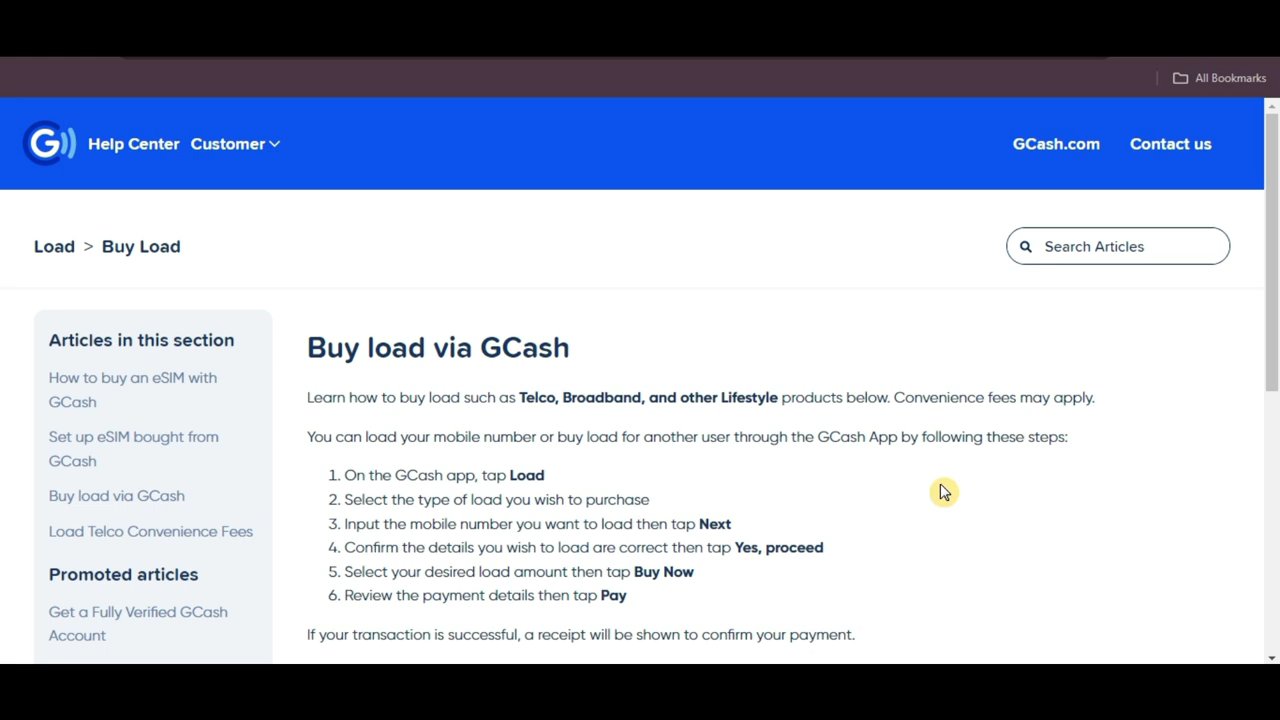 All Bookmarks
G
Help Center Customer
GCash.com Contact us
Load > Buy Load
Search Articles
Articles in this section
How to buy an eSIM with
GCash
Set up eSIM bought from
GCash
Buy load via GCash
Load Telco Convenience Fees
Promoted articles
Get a Fully Verified GCash
Account
Buy load via GCash
Learn how to buy load such as Telco, Broadband, and other Lifestyle products below. Convenience fees may apply.
You can load your mobile number or buy load for another user through the GCash App by following these steps:
1. On the GCash app, tap Load
2. Select the type of load you wish to purchase
3. Input the mobile number you want to load then tap Next
4. Confirm the details you wish to load are correct then tap Yes, proceed
5. Select your desired load amount then tap Buy Now
6. Review the payment details then tap Pay
If your transaction is successful, a receipt will be shown to confirm your payment.